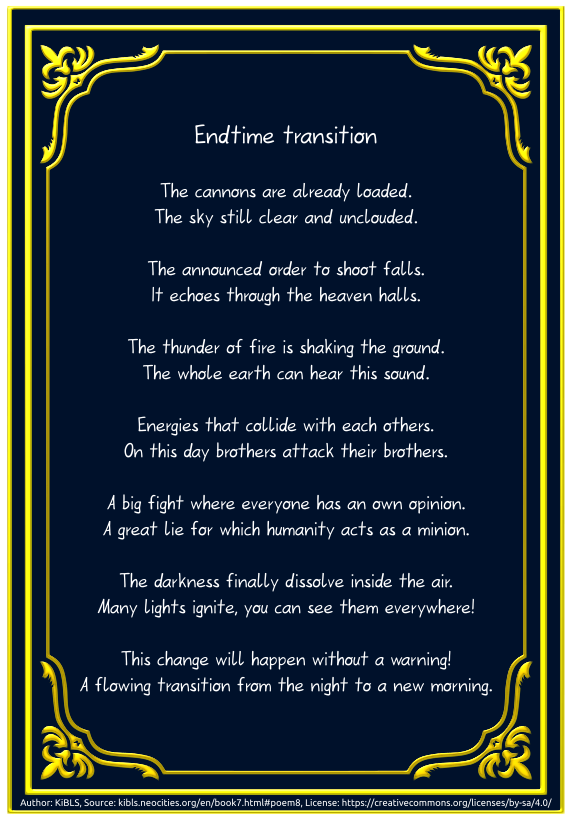 Endtime transition
The cannons are already loaded.
The sky still clear and unclouded.
The announced order to shoot falls.
It echoes through the heaven halls.
The thunder of fire is shaking the ground.
The whole earth can hear this sound.
Energies that collide with each others.
On this day brothers attack their brothers.
A big fight where everyone has an own opinion.
A great lie for which humanity acts as a minion.
The darkness finally dissolve inside the air.
Many lights ignite, you can see them everywhere!
This change will happen without a warning!
A flowing transition from the night to a new morning.
Author: KiBLS, Source: kibls.neocities.org/en/book7.html#poem8, License: https://creativecommons.org/licenses/by-sa/4.0/